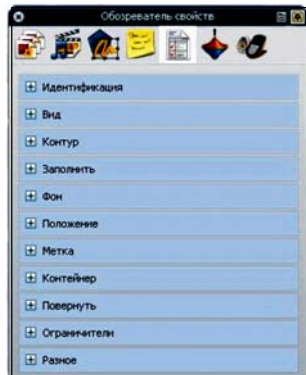 Обозреватель свойств
Идентификация
Вид
Контур
Заполнить
Фон
Положение
Метка
Контейнер
Повернуть
Ограничители
Разное